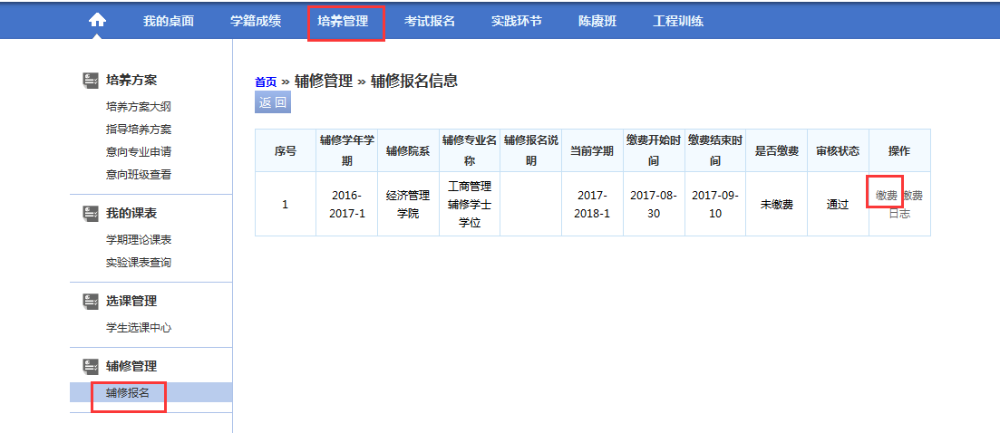 我的桌面 学籍成绩 培养管理 考试报名 实践环节 陈赓班 工程训练
培养方案
培养方案大纲
指导培养方案
意向专业申请
意向班级查看
我的课表
学期理论课表
实验课表查询
选课管理
学生选课中心
辅修管理
辅修报名
首页 » 辅修管理 » 辅修报名信息
返 回
序号
辅修学年学
期
辅修院系
辅修专业名
称
辅修报名说
明
当前学期
缴费开始时
间
缴费结束时
间
是否缴费
审核状态
操作
1
2016-
2017-1
经济管理
学院
工商管理
辅修学士
学位
2017-
2018-1
2017-08-
30
2017-09-
10
未缴费
通过
缴费 缴费
日志